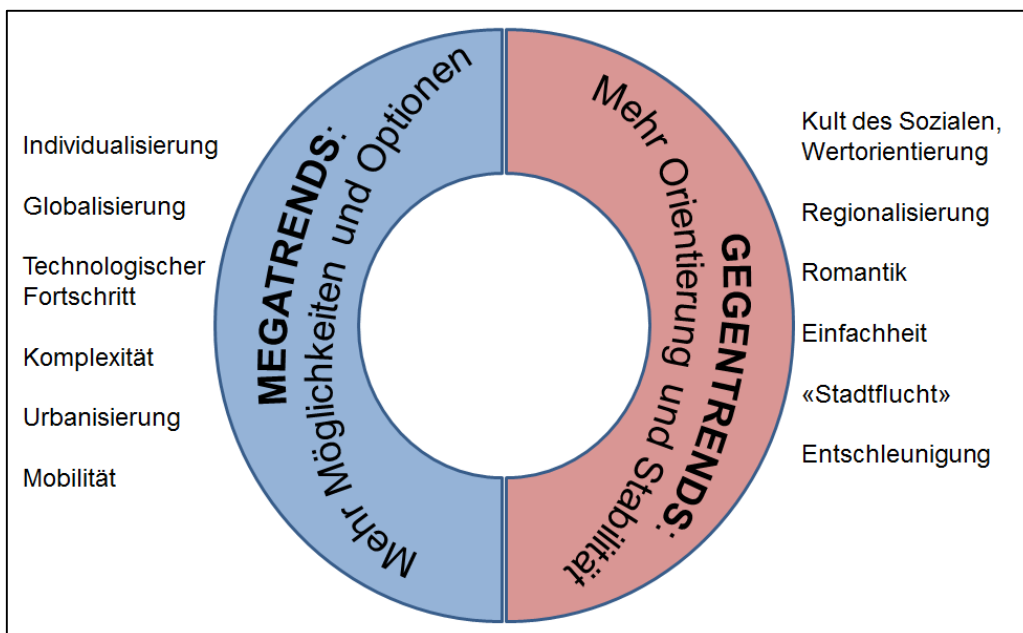 Individualisierung
Globalisierung
Technologischer
Fortschritt
Komplexität
Urbanisierung
Mobilität
MEGATRENDS:
Mehr Möglichkeiten und Optionen
GEGENTRENDS:
Mehr Orientierung und Stabilität
Kult des Sozialen,
Wertorientierung
Regionalisierung
Romantik
Einfachheit
«Stadtflucht»
Entschleunigung